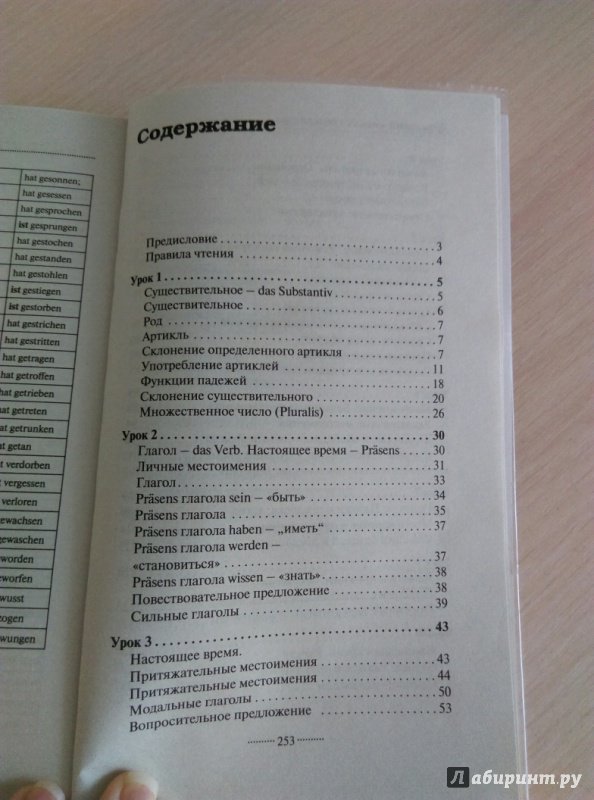 hat gesonnen;
hat gesessen
hat gesprochen
ist gesprungen
hat gestochen
hat gestanden
hat gestohlen
ist gestiegen
ist gestorben
hat gestrichen
hat gestritten
hat getragen
hat getroffen
hat getrieben
hat getreten
hat getrunken
hat getan
hat verdorben
hat vergessen
verloren
ewachsen
gewaschen
worden
eworfen
wusst
zogen
wungen
Содержание
Предисловие 3
Правила чтения 4
Урок 1 5
Существительное – das Substantiv 5
Существительное 6
Род 7
Артикль 7
Склонение определенного артикля 7
Употребление артиклей 11
Функции падежей 18
Склонение существительного 20
Множественное число (Pluralis) 26
Урок 2 30
Глагол – das Verb. Настоящее время – Präsens 30
Личные местоимения 31
Глагол 33
Präsens глагола sein – «быть» 34
Präsens глагола 35
Präsens глагола haben – „иметь“ 37
Präsens глагола werden –
«становиться» 37
Präsens глагола wissen – «знать» 38
Повествовательное предложение 38
Сильные глаголы 39
Урок 3 43
Настоящее время.
Притяжательные местоимения 43
Притяжательные местоимения 44
Модальные глаголы 50
Вопросительное предложение 53
253
Лабиринт.ру